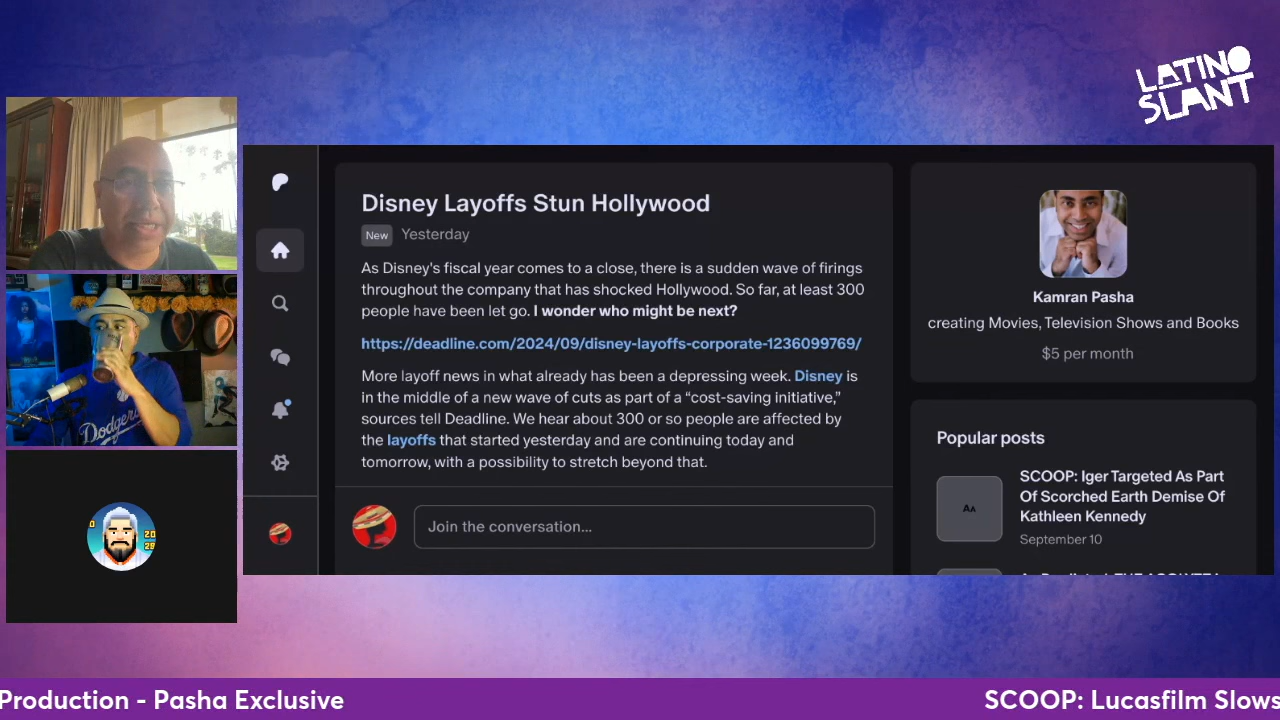 LATINO
SLANT
Disney Layoffs Stun Hollywood
New Yesterday
As Disney's fiscal year comes to a close, there is a sudden wave of firings
throughout the company that has shocked Hollywood. So far, at least 300
people have been let go. I wonder who might be next?
https://deadline.com/2024/09/disney-layoffs-corporate-1236099769/
More layoff news in what already has been a depressing week. Disney is
in the middle of a new wave of cuts as part of a “cost-saving initiative,”
sources tell Deadline. We hear about 300 or so people are affected by
the layoffs that started yesterday and are continuing today and
tomorrow, with a possibility to stretch beyond that.
Join the conversation...
Kamran Pasha
creating Movies, Television Shows and Books
$5 per month
Popular posts
Aᴀ
SCOOP: Iger Targeted As Part
Of Scorched Earth Demise Of
Kathleen Kennedy
September 10
Dodgers
0
20
29
Production - Pasha Exclusive
SCOOP: Lucasfilm Slows